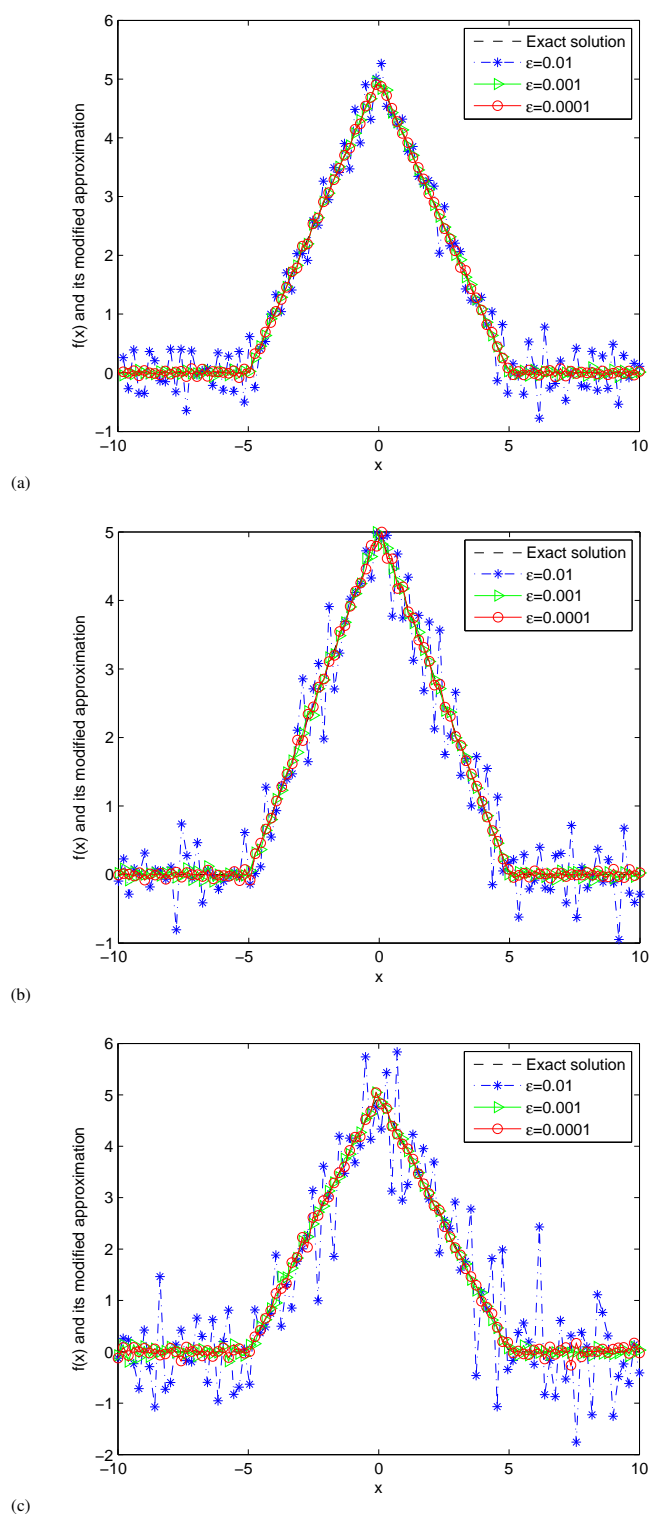 6
5
4
3
2
1
0
−1
−10
−5
0
5
10
x
f(x) and its modified approximation
Exact solution
ε=0.01
ε=0.001
ε=0.0001
(a)
5
4
3
2
1
0
−1
−10
−5
0
5
10
x
f(x) and its modified approximation
Exact solution
ε=0.01
ε=0.001
ε=0.0001
(b)
6
5
4
3
2
1
0
−1
−2
−10
−5
0
5
10
x
f(x) and its modified approximation
Exact solution
ε=0.01
ε=0.001
ε=0.0001
(c)